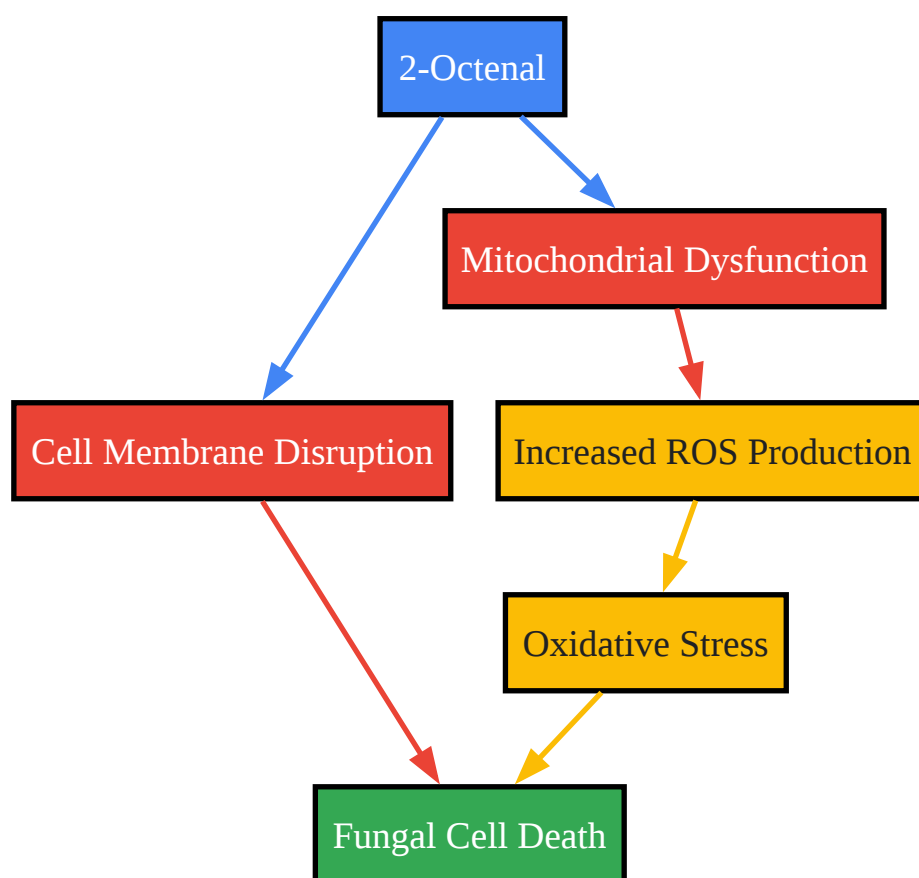 2-Octenal
Mitochondrial Dysfunction
Cell Membrane Disruption
Increased ROS Production
Oxidative Stress
Fungal Cell Death